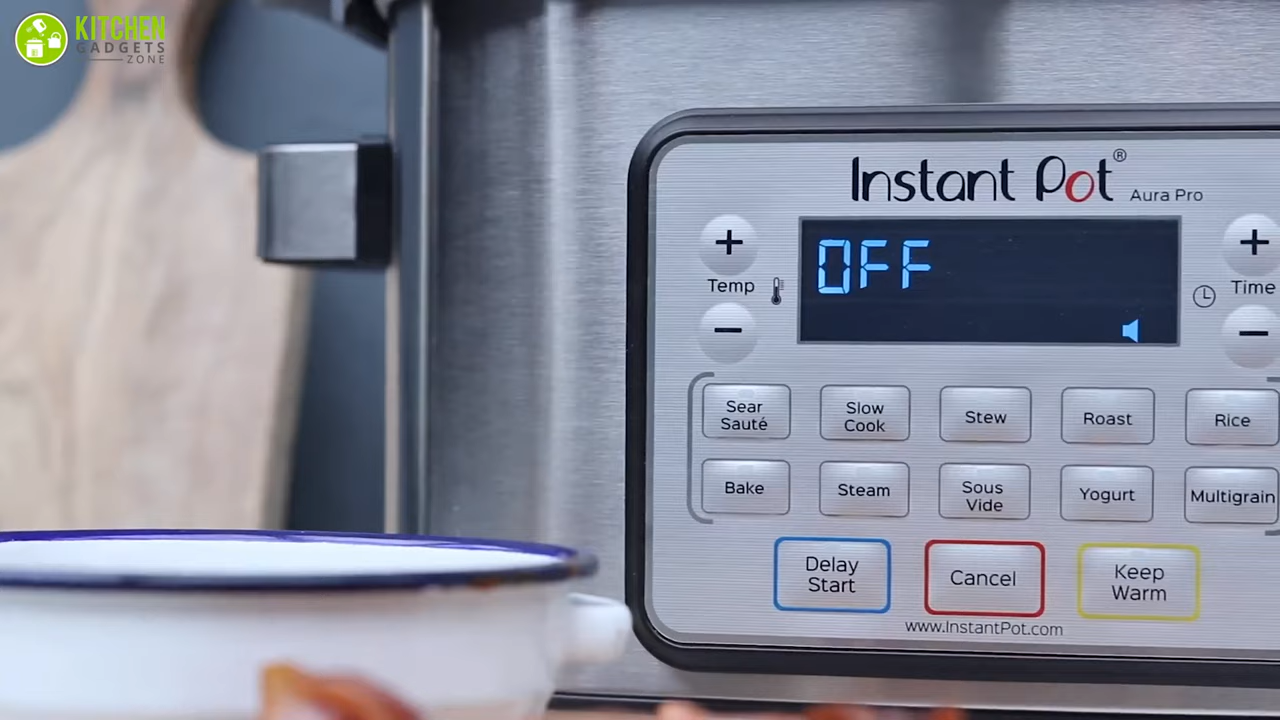 KITCHEN
GADGETS
ZONE
Instant Pot®
Aura Pro
+
+
OFF
Temp
Time
−
−
Sear
Sauté
Slow
Cook
Stew
Roast
Rice
Bake
Steam
Sous
Vide
Yogurt
Multigrain
Delay
Start
Cancel
Keep
Warm
www.InstantPot.com